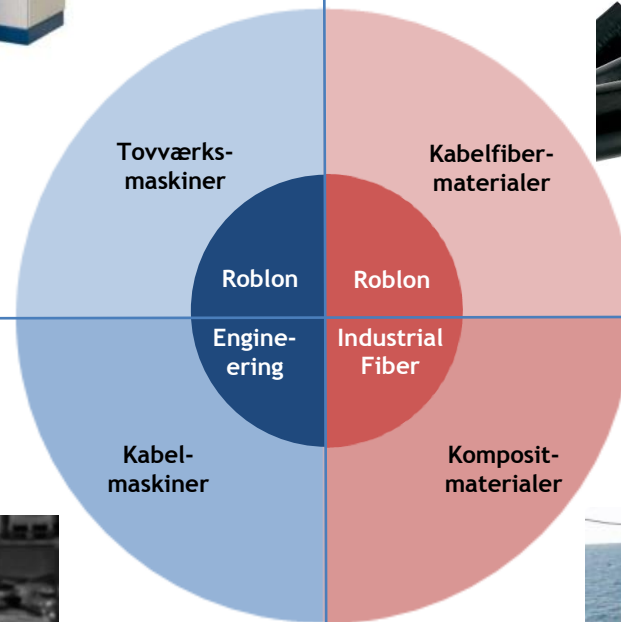 Tovværks-
maskiner
Kabelfiber-
materialer
Roblon
Roblon
Engine-
ering
Industrial
Fiber
Kabel-
maskiner
Komposit-
materialer